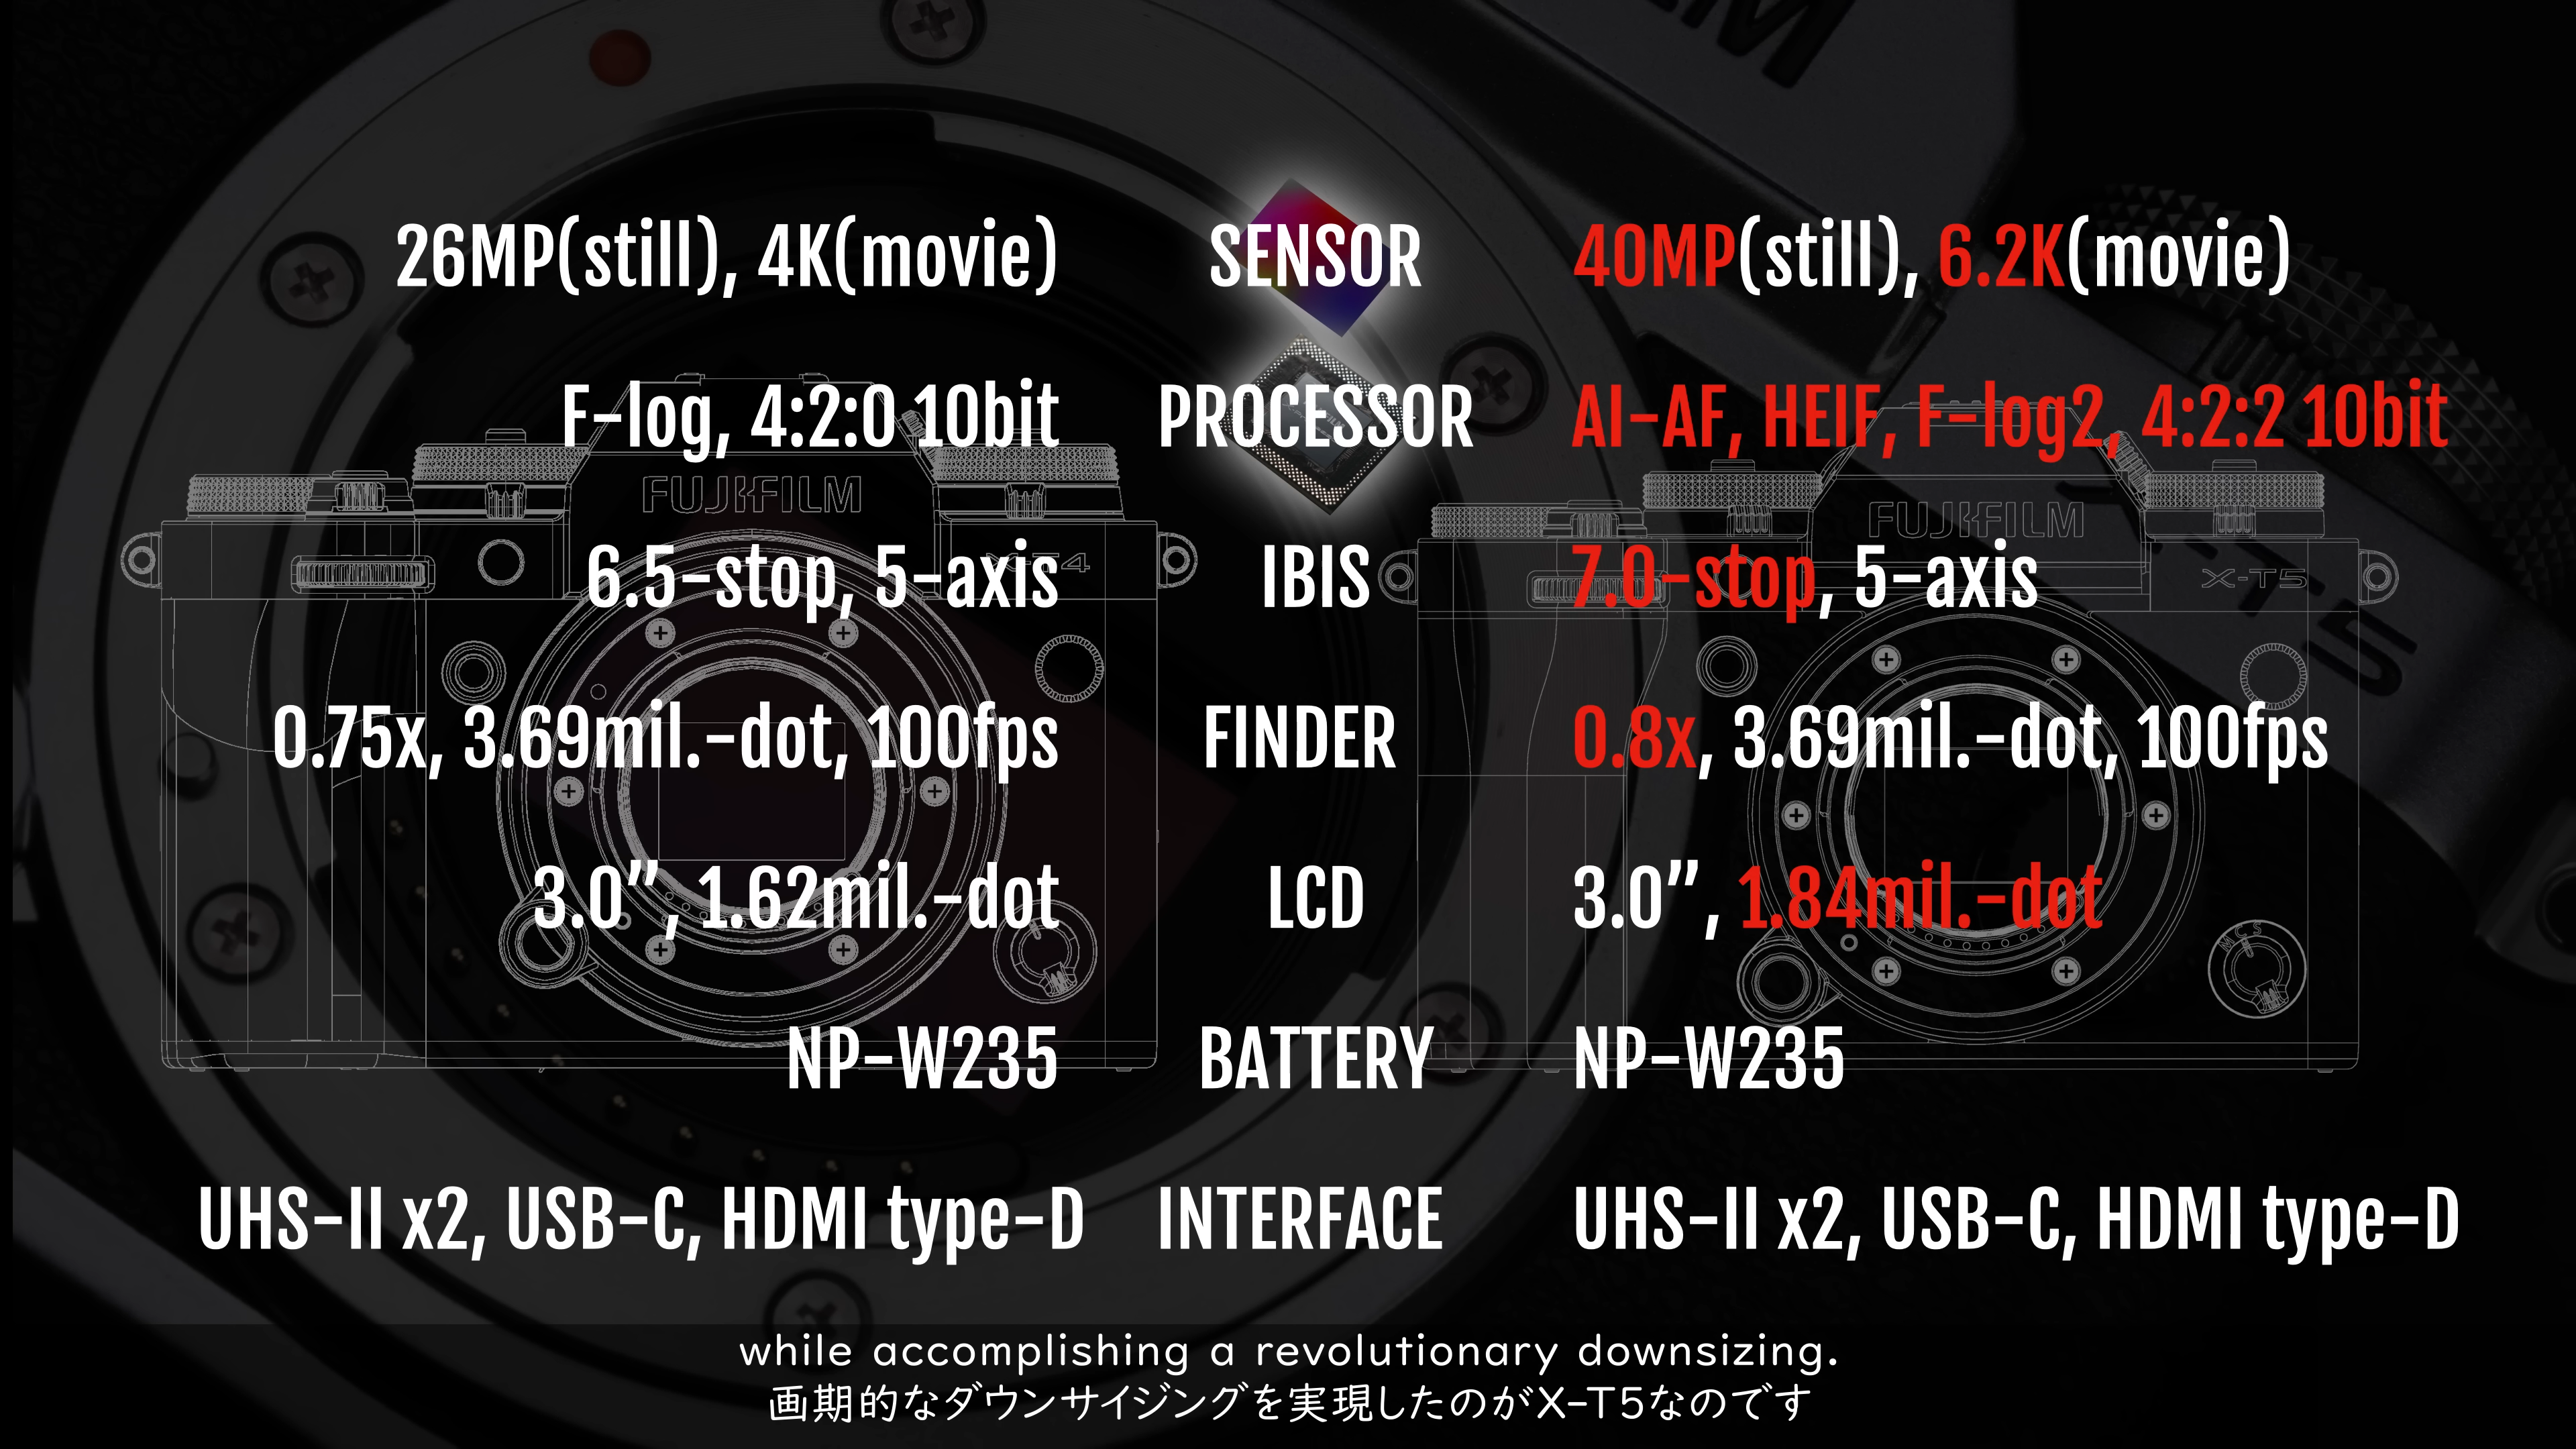 26MP(still), 4K(movie) SENSOR 40MP(still), 6.2K(movie)
F-log, 4:2:0 10bit PROCESSOR AI-AF, HEIF, F-log2, 4:2:2 10bit
FUJIFILM FUJIFILM
6.5-stop, 5-axis IBIS 7.0-stop, 5-axis
X-T4 X-T5
X-T5
0.75x, 3.69mil.-dot, 100fps FINDER 0.8x, 3.69mil.-dot, 100fps
3.0”, 1.62mil.-dot LCD 3.0”, 1.84mil.-dot
M C S
NP-W235 BATTERY NP-W235
UHS-II x2, USB-C, HDMI type-D INTERFACE UHS-II x2, USB-C, HDMI type-D
while accomplishing a revolutionary downsizing.
画期的なダウンサイジングを実現したのがX-T5なのです